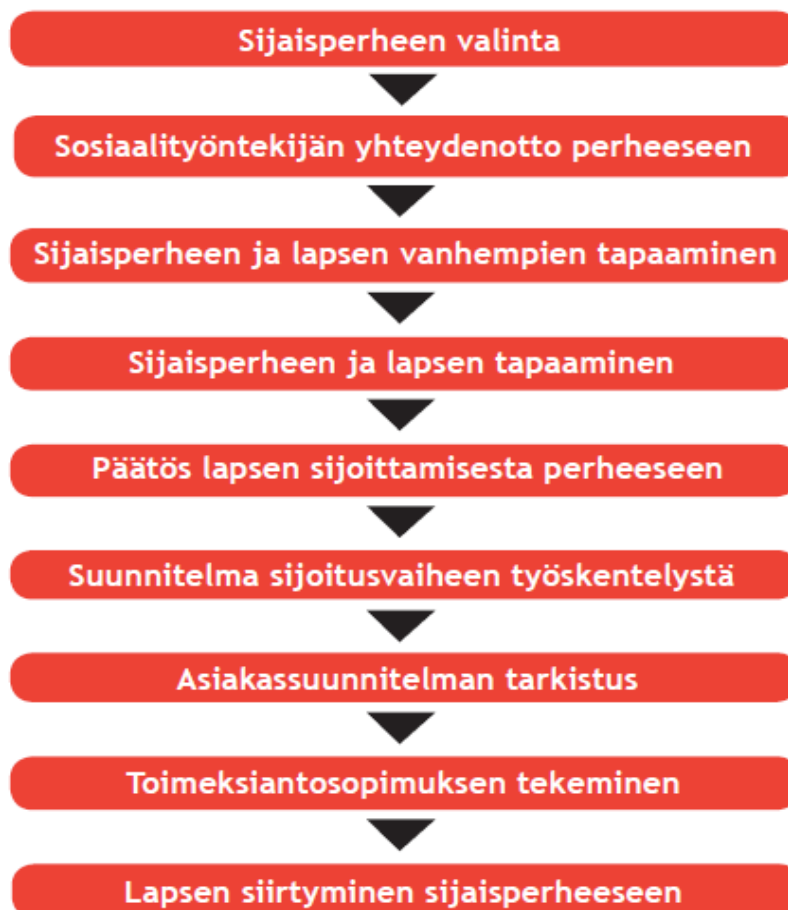 Sijaisperheen valinta
Sosiaalityöntekijän yhteydenotto perheeseen
Sijaisperheen ja lapsen vanhempien tapaaminen
Sijaisperheen ja lapsen tapaaminen
Päätös lapsen sijoittamisesta perheeseen
Suunnitelma sijoitusvaiheen työskentelystä
Asiakassuunnitelman tarkistus
Toimeksiantosopimuksen tekeminen
Lapsen siirtyminen sijaisperheeseen